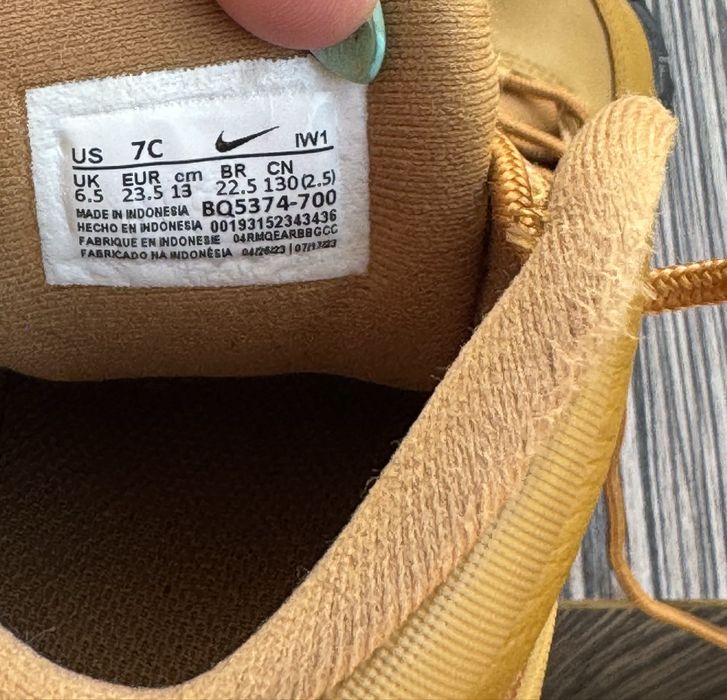 US 7C IW1
UK EUR cm BR CN
6.5 23.5 13 22.5 130(2.5)
MADE IN INDONESIA BQ5374-700
HECHO EN INDONESIA 00193152343436
FABRIQUE EN INDONESIE 04RMQEARBBGCC
FABRICADO NA INDONÉSIA 04/26/23 | 07/17/23